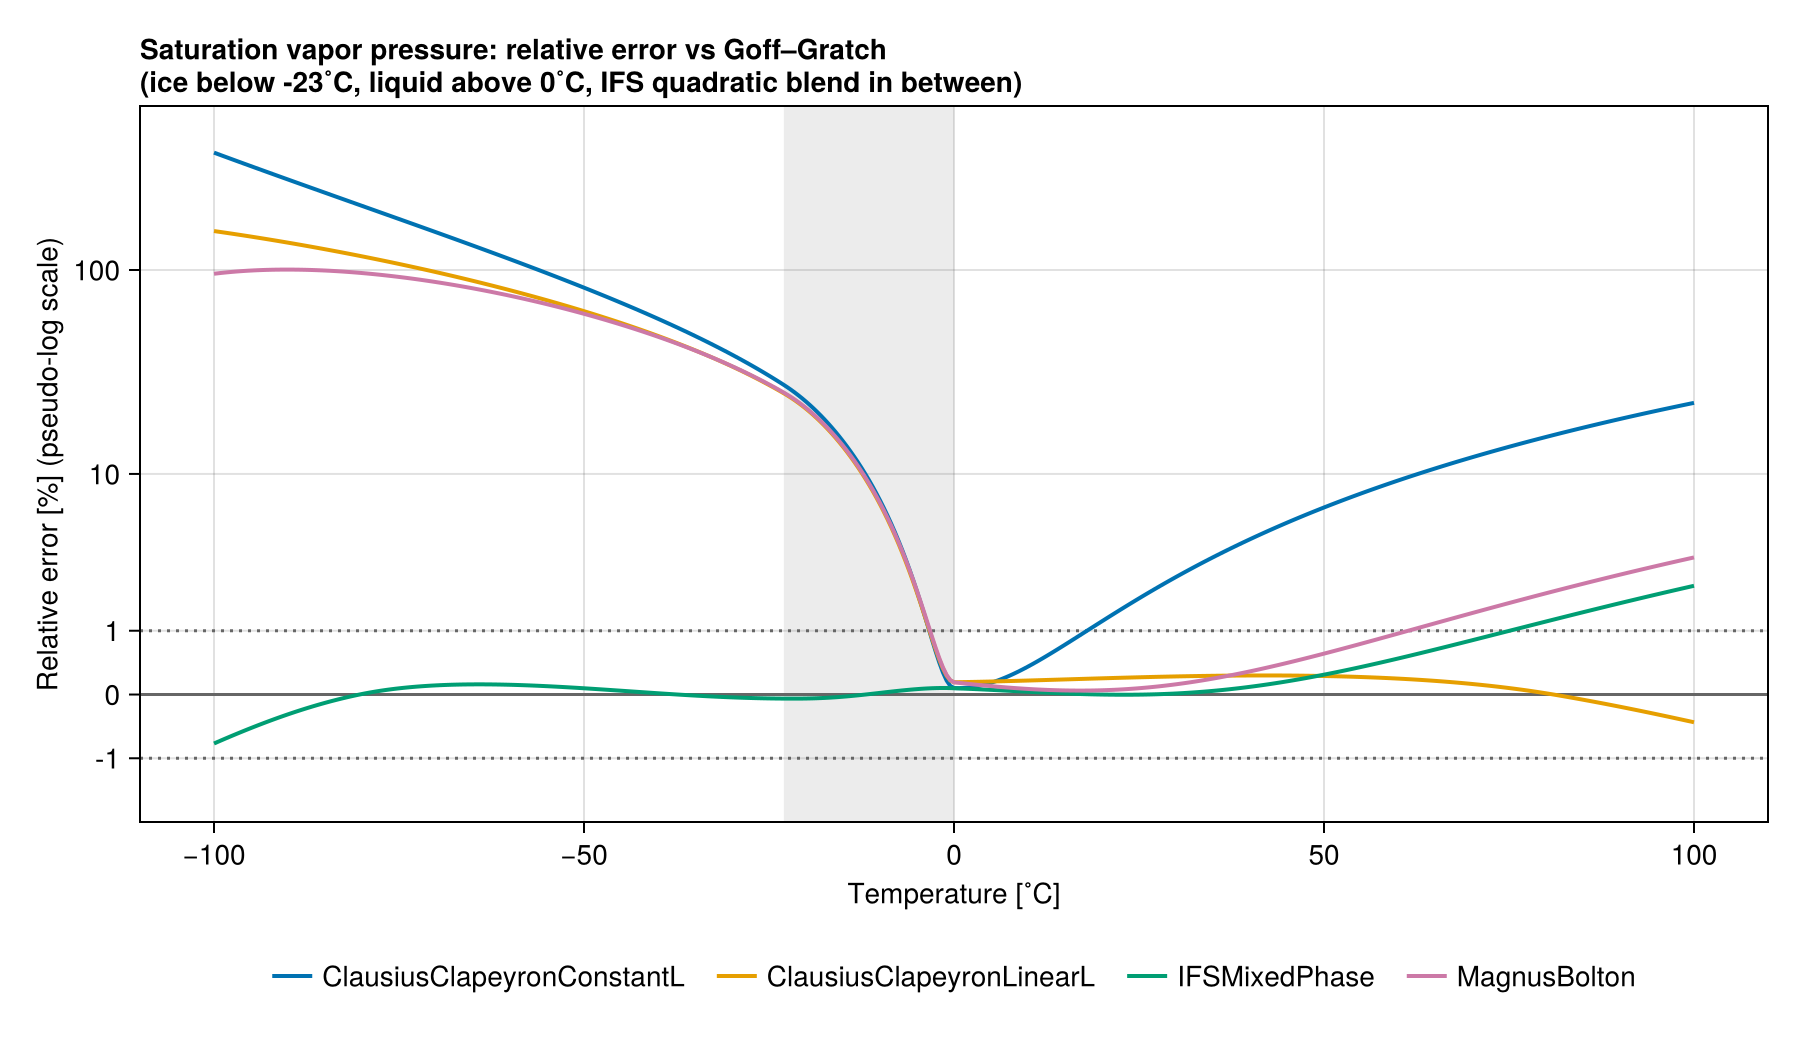 Saturation vapor pressure: relative error vs Goff–Gratch
(ice below -23˚C, liquid above 0˚C, IFS quadratic blend in between)
Relative error [%] (pseudo-log scale)
100
10
1
0
-1
−100
−50
0
50
100
Temperature [˚C]
ClausiusClapeyronConstantL
ClausiusClapeyronLinearL
IFSMixedPhase
MagnusBolton